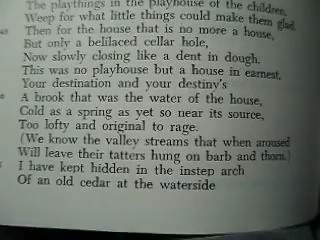 The playthings in the playhouse of the children.
Weep for what little things could make them glad.
Then for the house that is no more a house,
But only a belilaced cellar hole,
Now slowly closing like a dent in dough.
This was no playhouse but a house in earnest.
Your destination and your destiny's
A brook that was the water of the house,
Cold as a spring as yet so near its source,
Too lofty and original to rage.
(We know the valley streams that when aroused
Will leave their tatters hung on barb and thorn.)
I have kept hidden in the instep arch
Of an old cedar at the waterside